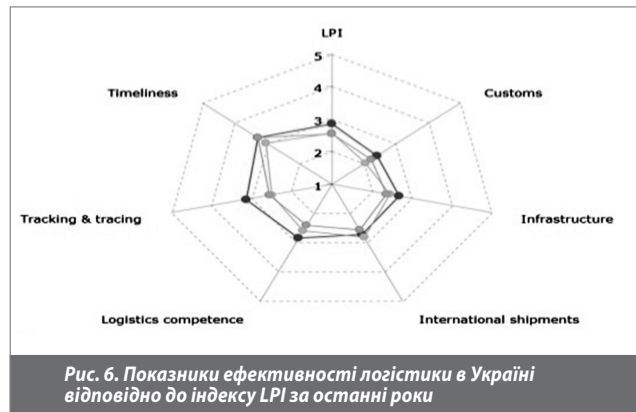 LPI
5
Timeliness
4
Customs
3
2
1
Tracking & tracing
Infrastructure
Logistics competence
International shipments
Рис. 6. Показники ефективності логістики в Україні
відповідно до індексу LPI за останні роки